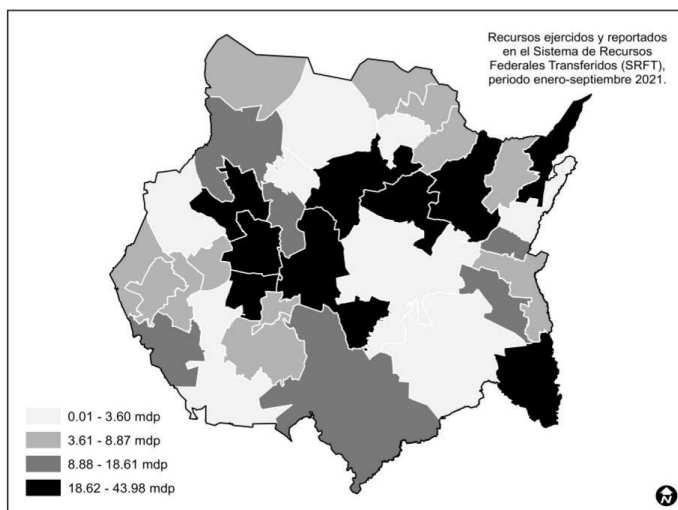 Recursos ejercidos y reportados
en el Sistema de Recursos
Federales Transferidos (SRFT),
periodo enero-septiembre 2021.
0.01 - 3.60 mdp
3.61 - 8.87 mdp
8.88 - 18.61 mdp
18.62 - 43.98 mdp
N